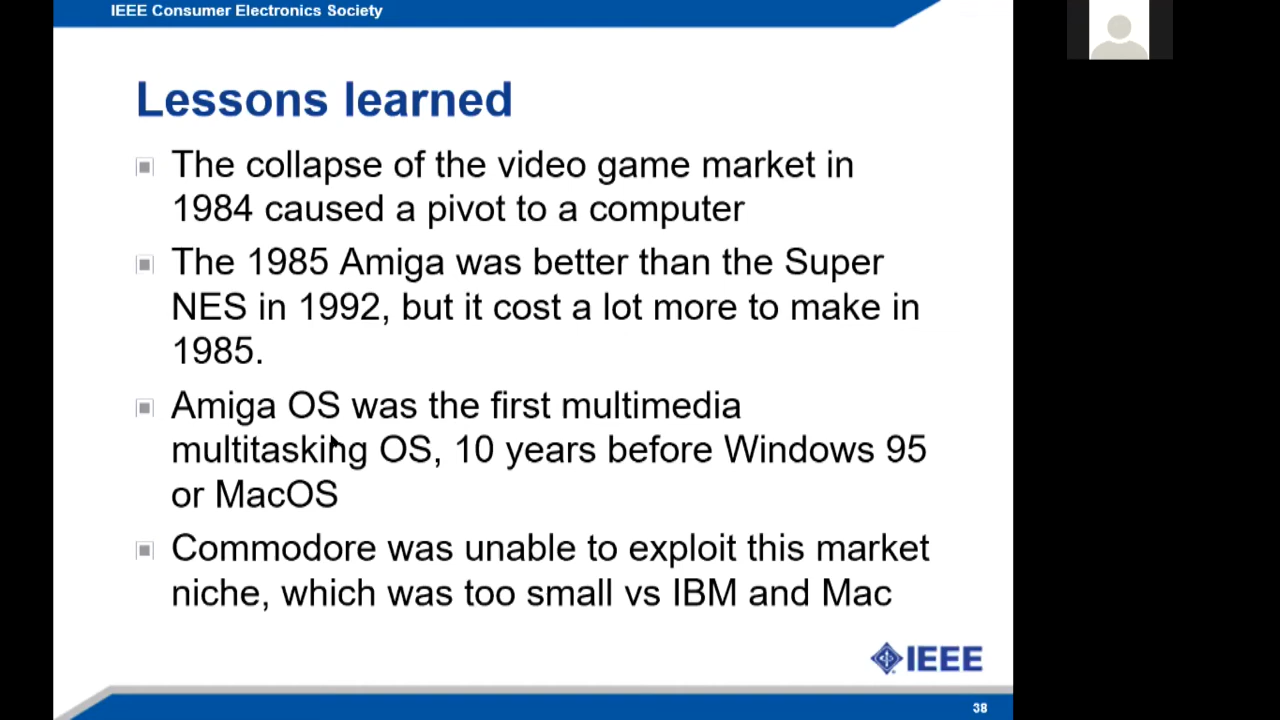 IEEE Consumer Electronics Society
Lessons learned
The collapse of the video game market in
1984 caused a pivot to a computer
The 1985 Amiga was better than the Super
NES in 1992, but it cost a lot more to make in
1985.
Amiga OS was the first multimedia
multitasking OS, 10 years before Windows 95
or MacOS
Commodore was unable to exploit this market
niche, which was too small vs IBM and Mac
IEEE
38